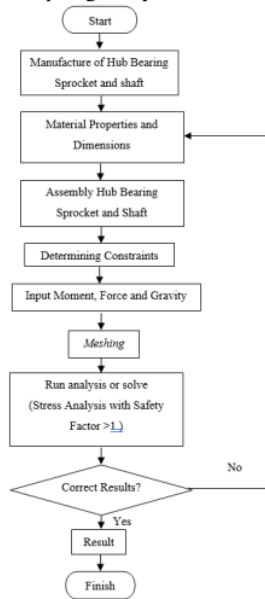 Start
Manufacture of Hub Bearing
Sprocket and shaft
Material Properties and
Dimensions
Assembly Hub Bearing
Sprocket and Shaft
Determining Constraints
Input Moment, Force and Gravity
Meshing
Run analysis or solve
(Stress Analysis with Safety
Factor >1.)
Correct Results?
No
Yes
Result
Finish